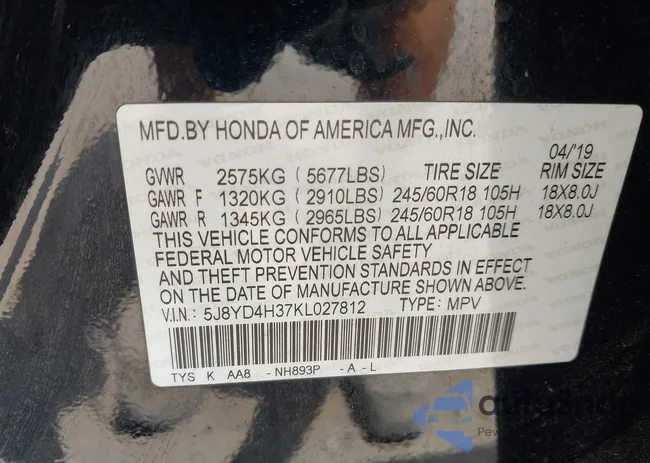 MFD.BY HONDA OF AMERICA MFG.,INC.
04/19
GVWR 2575KG (5677LBS) TIRE SIZE RIM SIZE
GAWR F 1320KG (2910LBS) 245/60R18 105H 18X8.0J
GAWR R 1345KG (2965LBS) 245/60R18 105H 18X8.0J
THIS VEHICLE CONFORMS TO ALL APPLICABLE
FEDERAL MOTOR VEHICLE SAFETY
AND THEFT PREVENTION STANDARDS IN EFFECT
ON THE DATE OF MANUFACTURE SHOWN ABOVE.
V.I.N.: 5J8YD4H37KL027812 TYPE: MPV
TYS K AA8 -NH893P -A -L